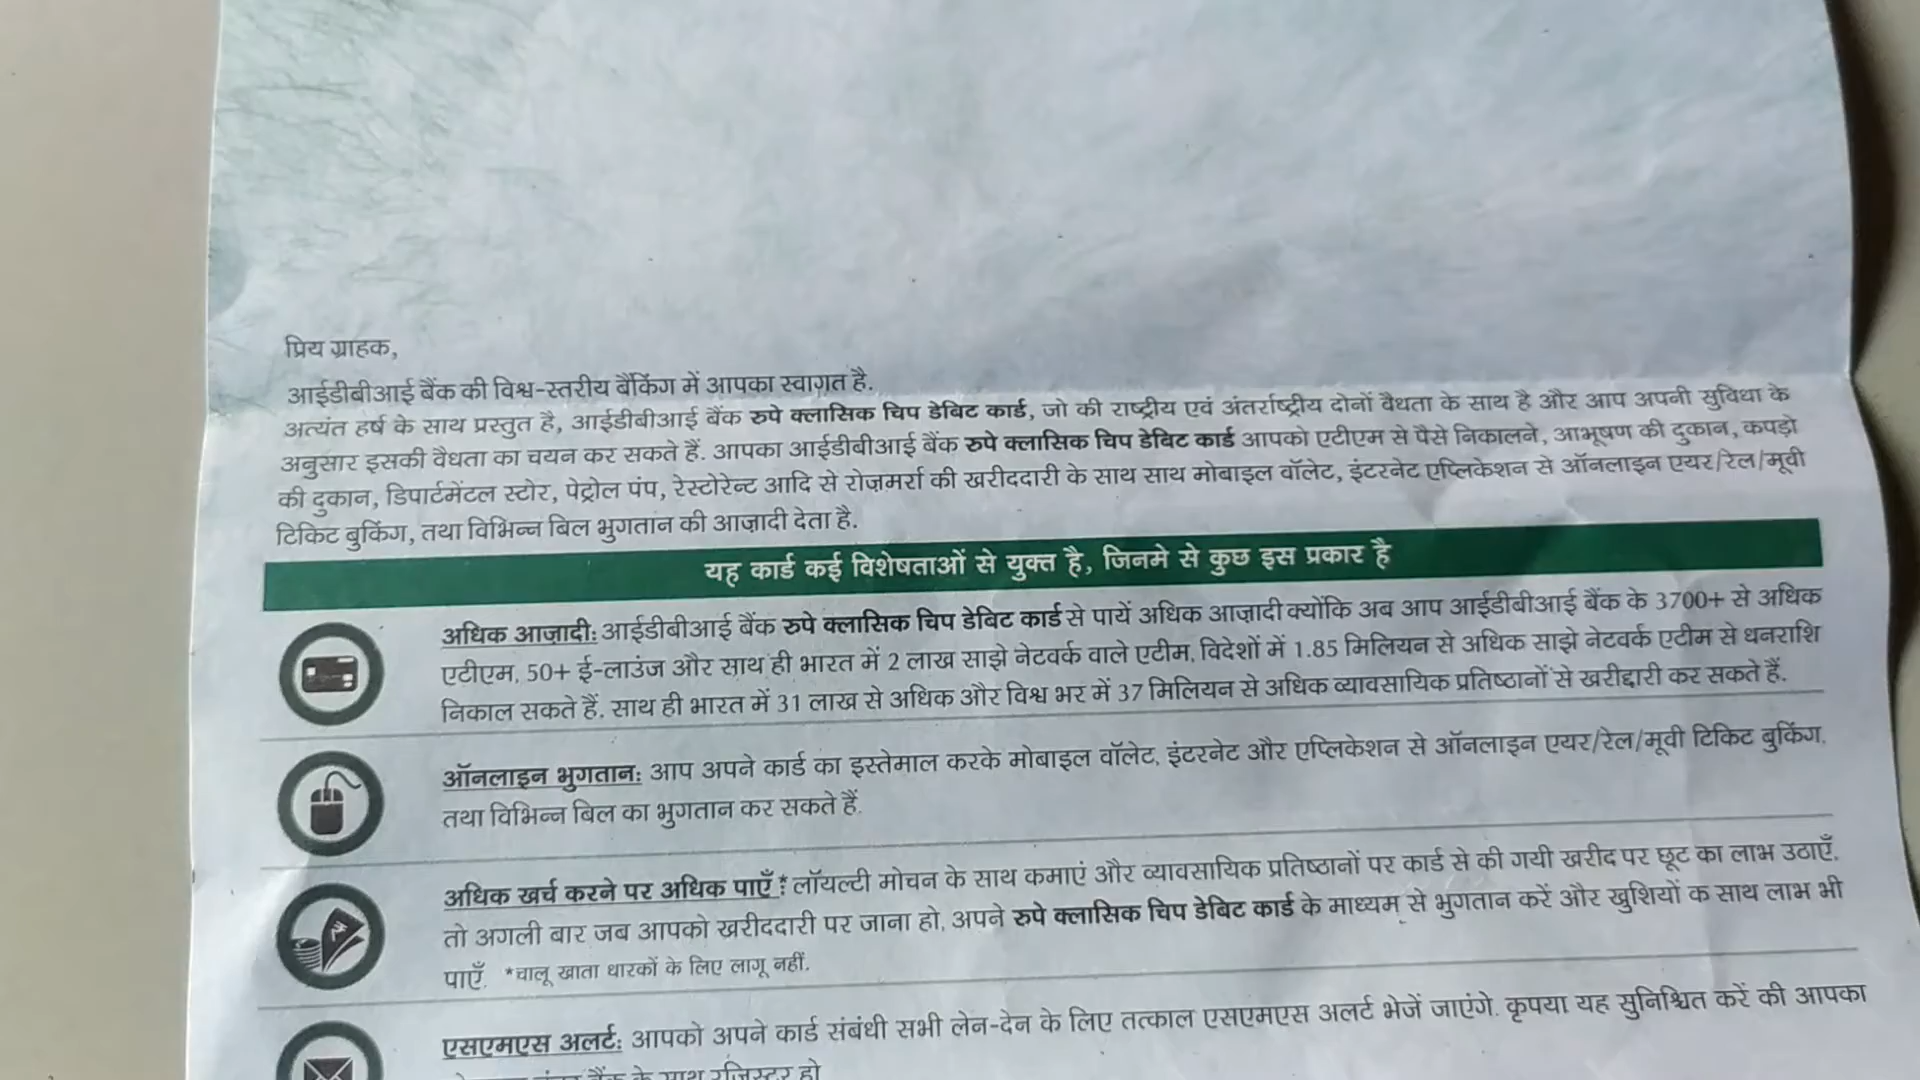 प्रिय ग्राहक,
आईडीबीआई बैंक की विश्व-स्तरीय बैंकिंग में आपका स्वागत है.
अत्यंत हर्ष के साथ प्रस्तुत है, आईडीबीआई बैंक रुपे क्लासिक चिप डेबिट कार्ड, जो की राष्ट्रीय एवं अंतर्राष्ट्रीय दोनों वैधता के साथ है और आप अपनी सुविधा के
अनुसार इसकी वैधता का चयन कर सकते हैं. आपका आईडीबीआई बैंक रुपे क्लासिक चिप डेबिट कार्ड आपको एटीएम से पैसे निकालने, आभूषण की दुकान, कपड़ो
की दुकान, डिपार्टमेंटल स्टोर, पेट्रोल पंप, रेस्टोरेन्ट आदि से रोज़मर्रा की खरीददारी के साथ साथ मोबाइल वॉलेट, इंटरनेट एप्लिकेशन से ऑनलाइन एयर/रेल/मूवी
टिकिट बुकिंग, तथा विभिन्न बिल भुगतान की आज़ादी देता है.
यह कार्ड कई विशेषताओं से युक्त है, जिनमे से कुछ इस प्रकार है
अधिक आज़ादी: आईडीबीआई बैंक रुपे क्लासिक चिप डेबिट कार्ड से पायें अधिक आज़ादी क्योंकि अब आप आईडीबीआई बैंक के 3700+ से अधिक
एटीएम, 50+ ई-लाउंज और साथ ही भारत में 2 लाख साझे नेटवर्क वाले एटीम, विदेशों में 1.85 मिलियन से अधिक साझे नेटवर्क एटीम से धनराशि
निकाल सकते हैं. साथ ही भारत में 31 लाख से अधिक और विश्व भर में 37 मिलियन से अधिक व्यावसायिक प्रतिष्ठानों से खरीद्दारी कर सकते हैं.
ऑनलाइन भुगतान: आप अपने कार्ड का इस्तेमाल करके मोबाइल वॉलेट, इंटरनेट और एप्लिकेशन से ऑनलाइन एयर/रेल/मूवी टिकिट बुकिंग,
तथा विभिन्न बिल का भुगतान कर सकते हैं.
अधिक खर्च करने पर अधिक पाएँ*: लॉयल्टी मोचन के साथ कमाएं और व्यावसायिक प्रतिष्ठानों पर कार्ड से की गयी खरीद पर छूट का लाभ उठाएँ.
तो अगली बार जब आपको खरीददारी पर जाना हो, अपने रुपे क्लासिक चिप डेबिट कार्ड के माध्यम से भुगतान करें और खुशियों क साथ लाभ भी
पाएँ. *चालू खाता धारकों के लिए लागू नहीं.
एसएमएस अलर्ट: आपको अपने कार्ड संबंधी सभी लेन-देन के लिए तत्काल एसएमएस अलर्ट भेजें जाएंगे. कृपया यह सुनिश्चित करें की आपका
बैंक के साथ रजिस्टर हो